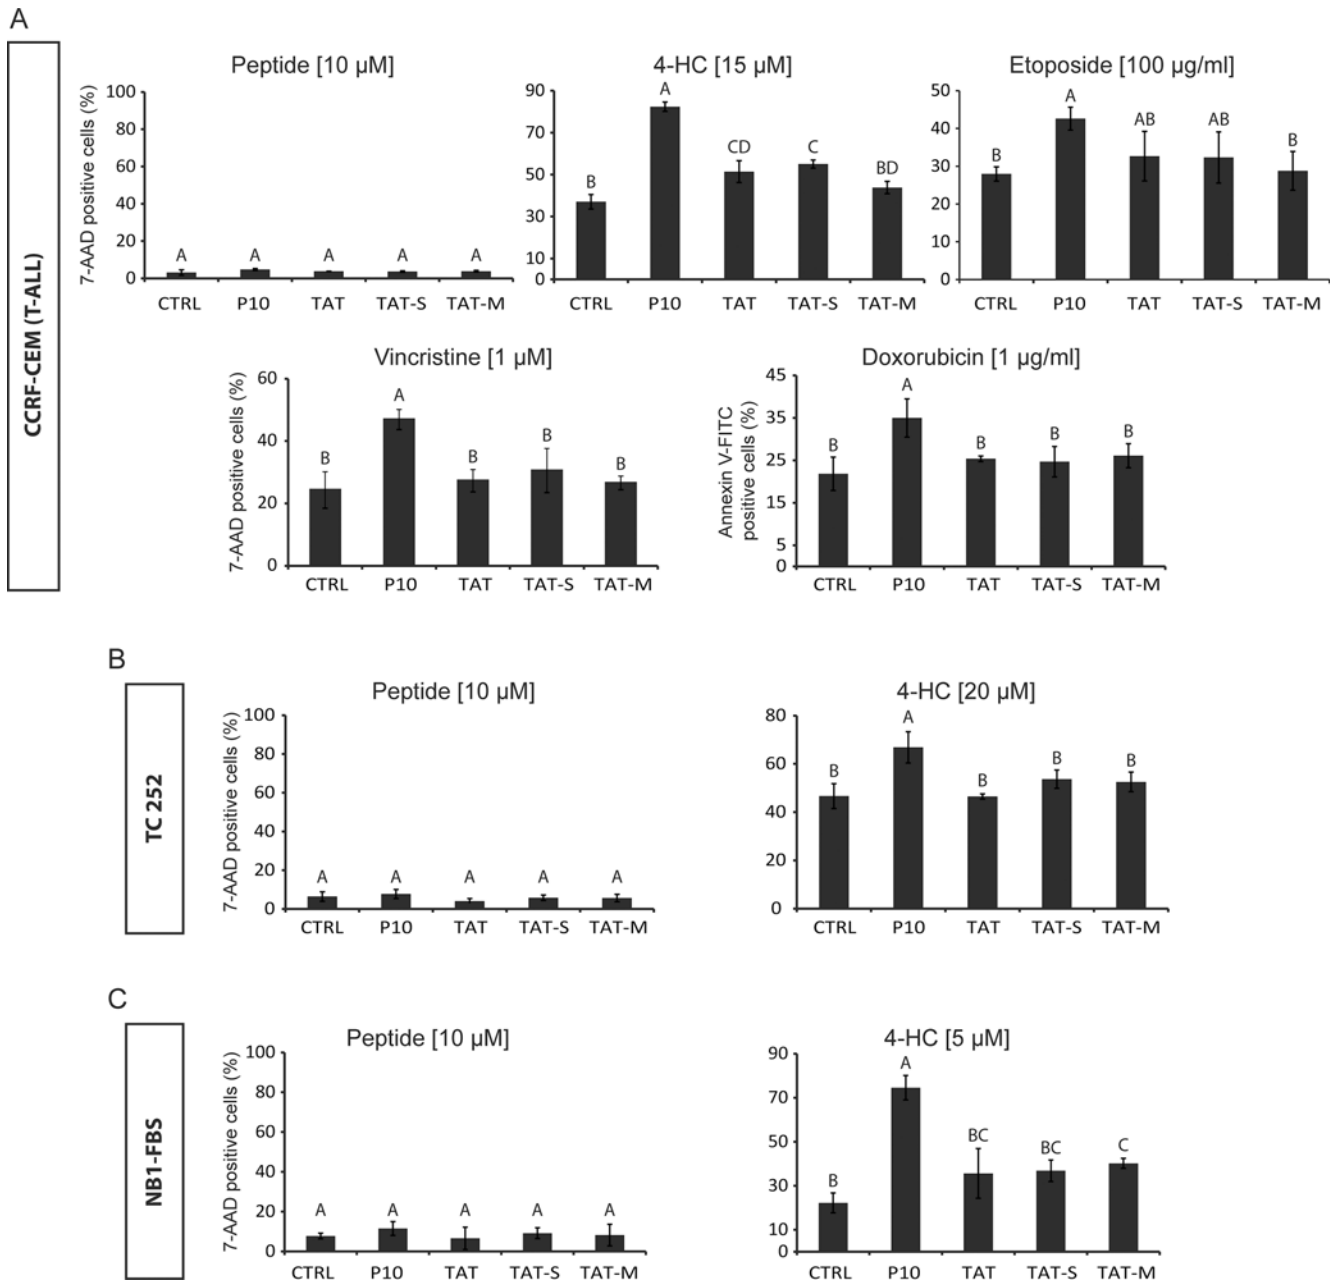 A
CCRF-CEM (T-ALL)
Peptide [10 µM]
7-AAD positive cells (%)
100
80
60
40
20
0
A A A A A
CTRL P10 TAT TAT-S TAT-M
4-HC [15 µM]
90
70
50
30
10
0
B A CD C BD
CTRL P10 TAT TAT-S TAT-M
Etoposide [100 µg/ml]
50
40
30
20
10
0
B A AB AB B
CTRL P10 TAT TAT-S TAT-M
Vincristine [1 µM]
7-AAD positive cells (%)
60
40
20
0
B A B B B
CTRL P10 TAT TAT-S TAT-M
Doxorubicin [1 µg/ml]
Annexin V-FITC
positive cells (%)
45
35
25
15
5
5
0
B A B B B
CTRL P10 TAT TAT-S TAT-M
B
TC 252
Peptide [10 µM]
7-AAD positive cells (%)
100
80
60
40
20
0
A A A A A
CTRL P10 TAT TAT-S TAT-M
4-HC [20 µM]
80
60
40
20
0
B A B B B
CTRL P10 TAT TAT-S TAT-M
C
NB1-FBS
Peptide [10 µM]
7-AAD positive cells (%)
100
80
60
40
20
0
A A A A A
CTRL P10 TAT TAT-S TAT-M
4-HC [5 µM]
90
70
50
30
10
0
B A BC BC C
CTRL P10 TAT TAT-S TAT-M